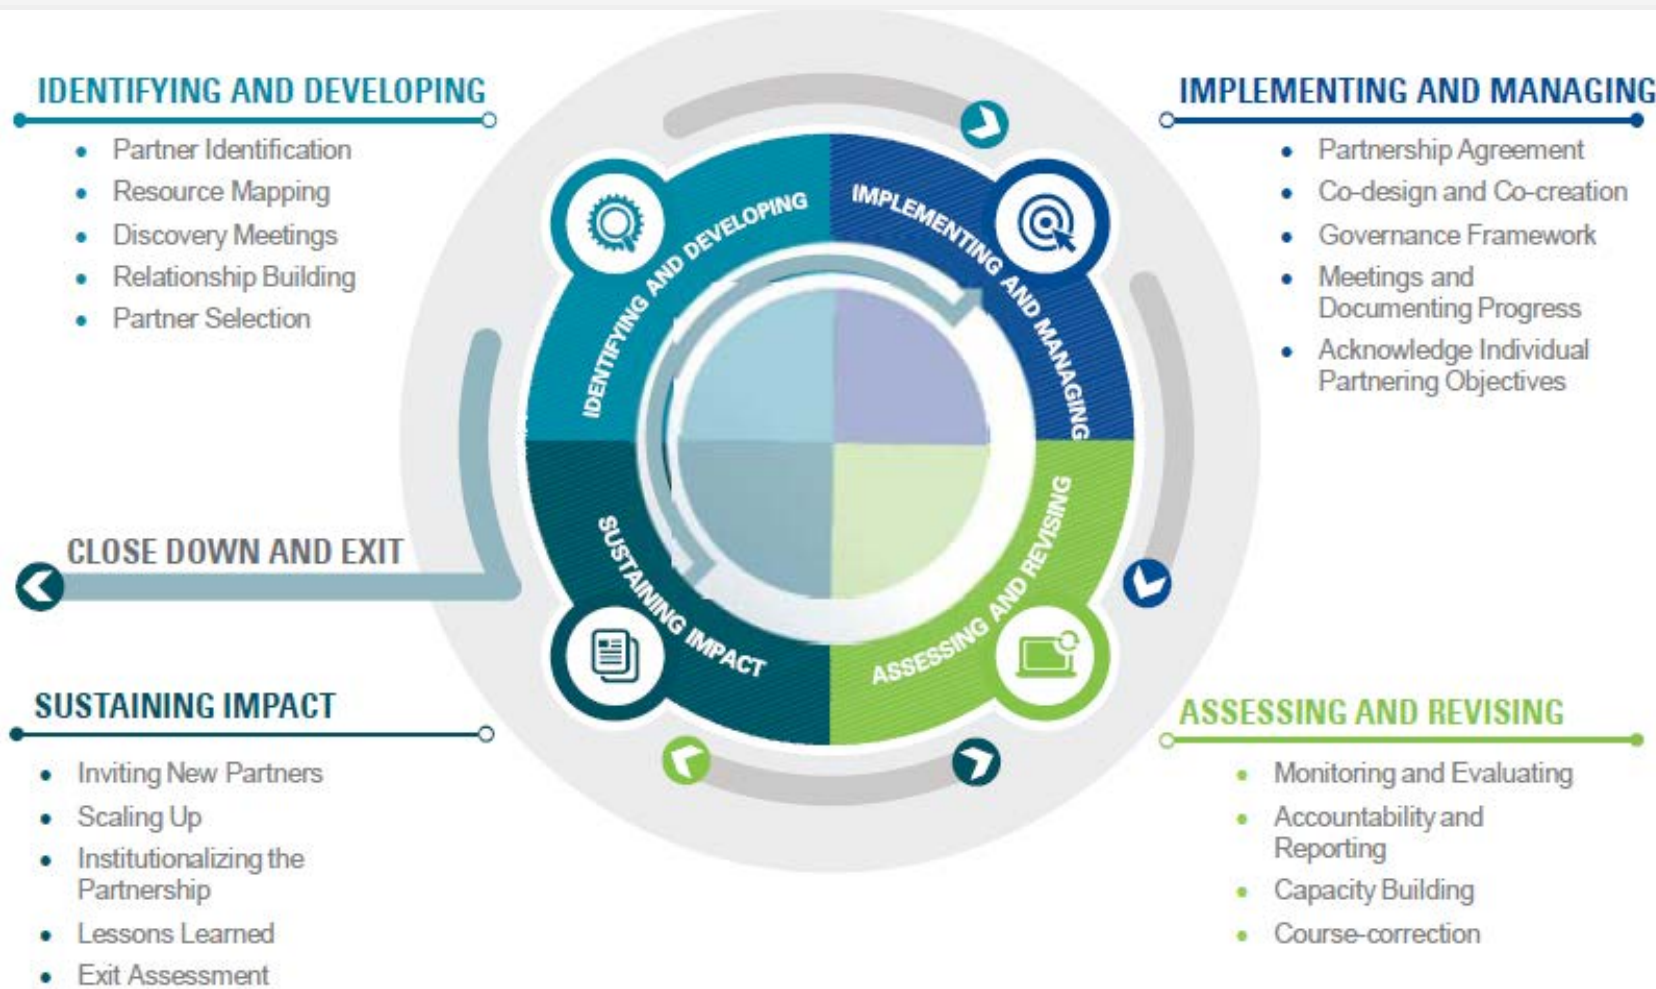 IDENTIFYING AND DEVELOPING
Partner Identification
Resource Mapping
Discovery Meetings
Relationship Building
Partner Selection
IMPLEMENTING AND MANAGING
Partnership Agreement
Co-design and Co-creation
Governance Framework
Meetings and
Documenting Progress
Acknowledge Individual
Partnering Objectives
IDENTIFYING AND DEVELOPING
IMPLEMENTING AND MANAGING
SUSTAINING IMPACT
ASSESSING AND REVISING
CLOSE DOWN AND EXIT
SUSTAINING IMPACT
Inviting New Partners
Scaling Up
Institutionalizing the
Partnership
Lessons Learned
Exit Assessment
ASSESSING AND REVISING
Monitoring and Evaluating
Accountability and
Reporting
Capacity Building
Course-correction